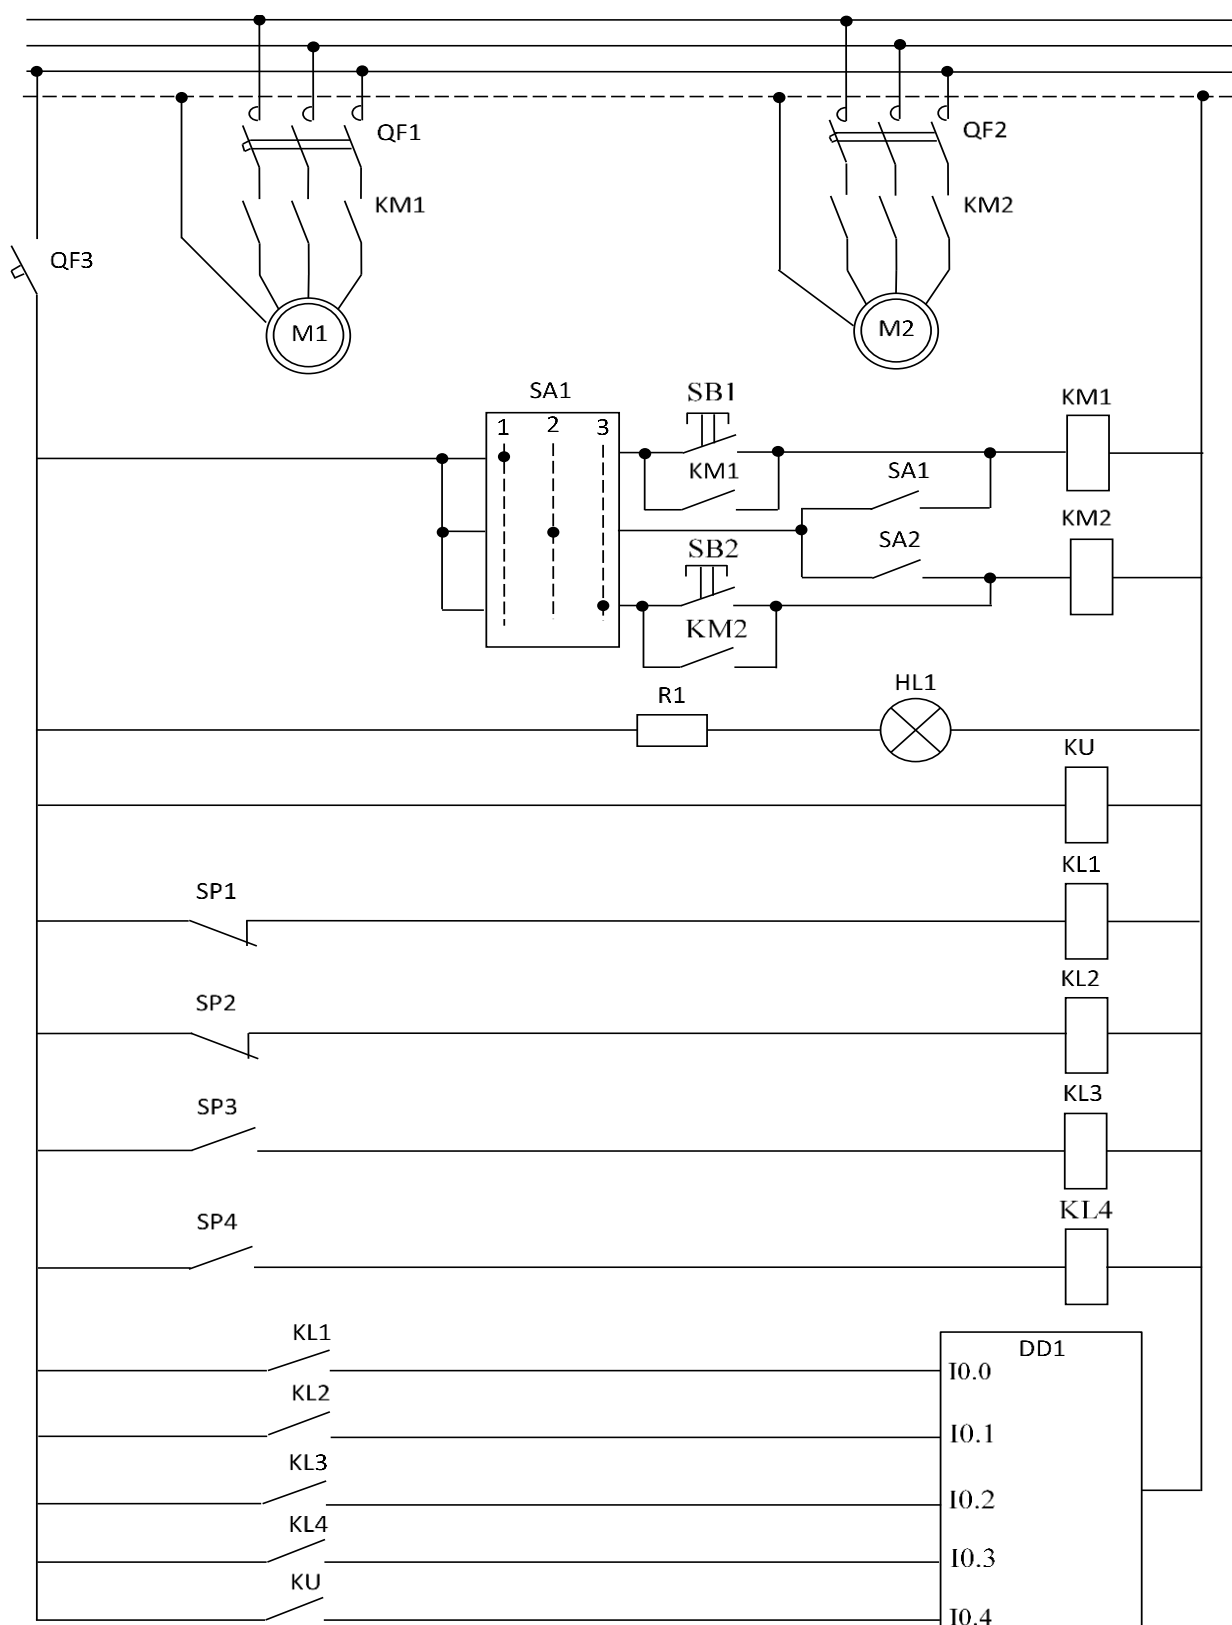 QF1
QF2
KM1
KM2
QF3
M1
M2
SA1
SB1
KM1
1 2 3
KM1
SA1
KM2
SB2
SA2
KM2
R1
HL1
KU
SP1
KL1
SP2
KL2
SP3
KL3
SP4
KL4
KL1
DD1
I0.0
KL2
I0.1
KL3
I0.2
KL4
I0.3
KU
I0.4